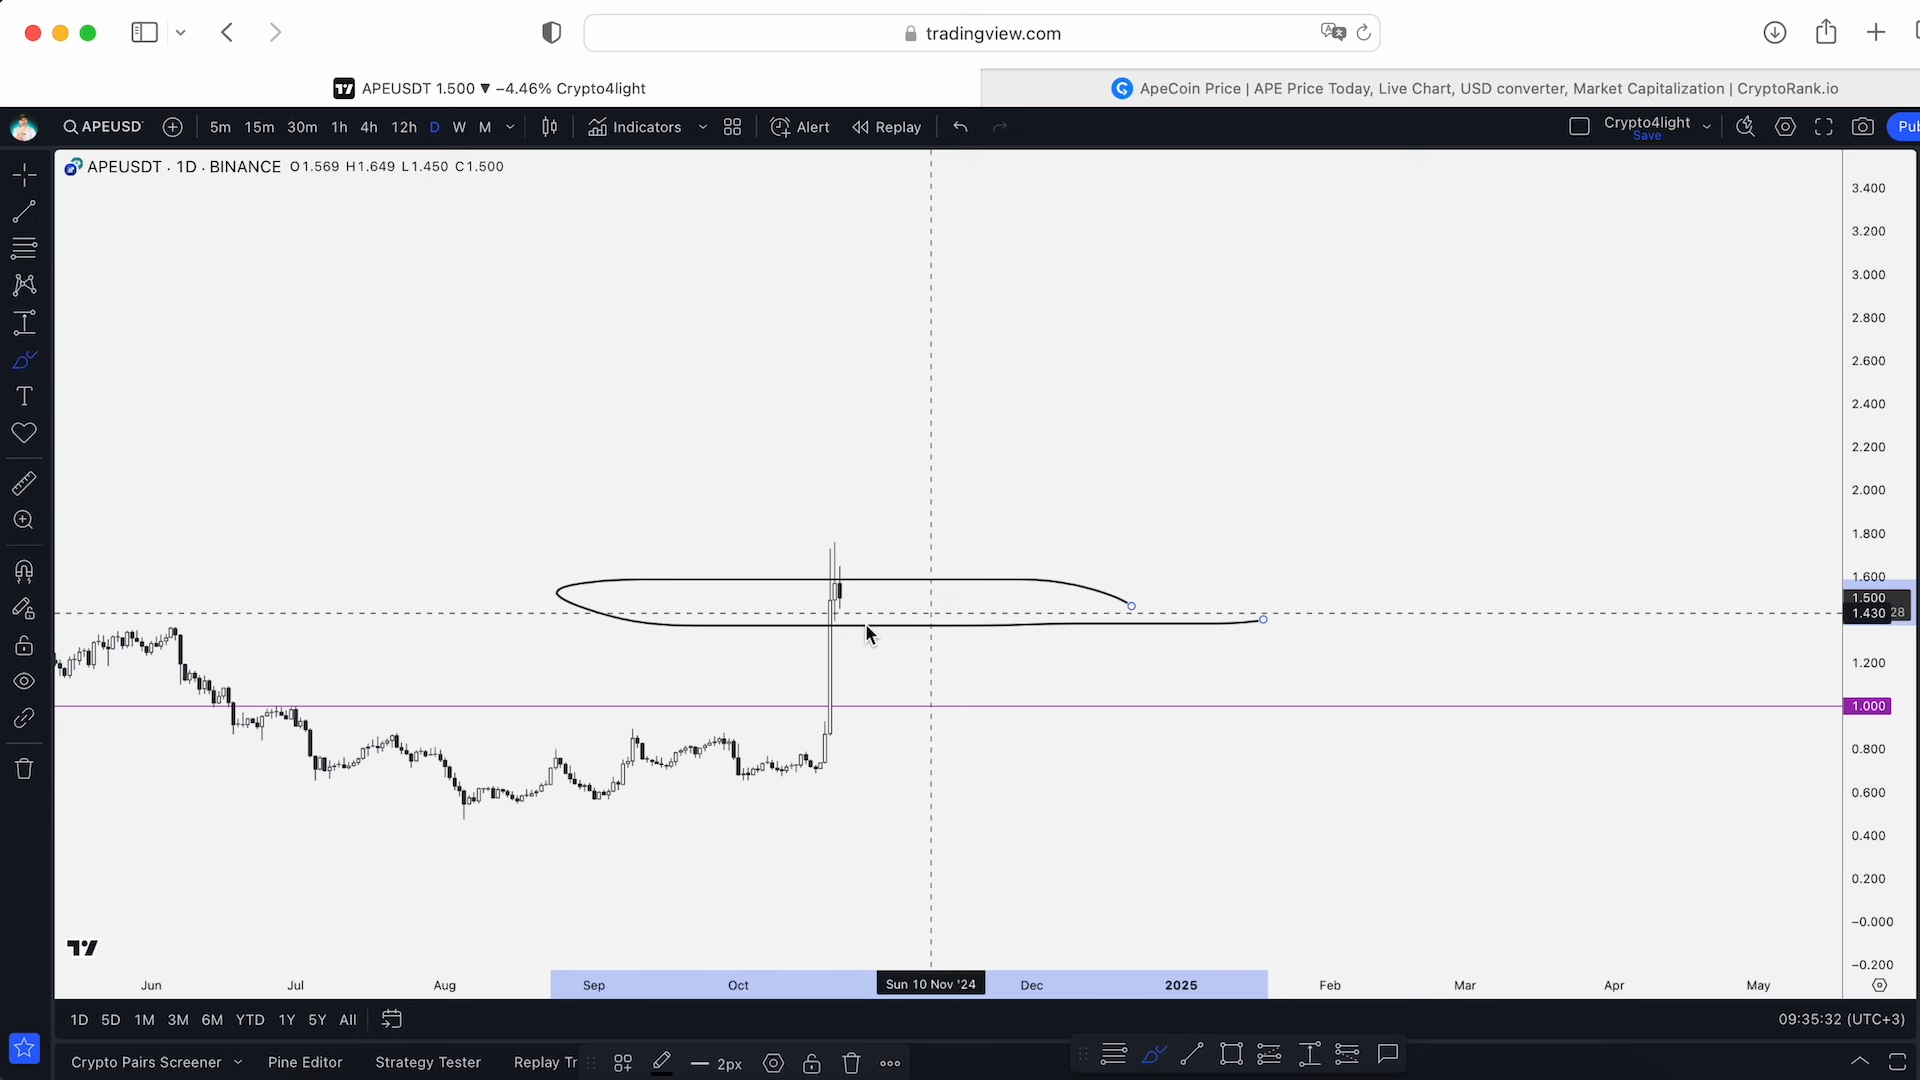 tradingview.com
APEUSDT 1.500 ▼ −4.46% Crypto4light
ApeCoin Price | APE Price Today, Live Chart, USD converter, Market Capitalization | CryptoRank.io
APEUSD
5m 15m 30m 1h 4h 12h D W M
Indicators
Alert
Replay
Crypto4light
Save
APEUSDT · 1D · BINANCE O1.569 H1.649 L1.450 C1.500
3.400
3.200
3.000
2.800
2.600
2.400
2.200
2.000
1.800
1.600
1.500
1.430 28
1.200
1.000
0.800
0.600
0.400
0.200
−0.000
−0.200
Jun Jul Aug Sep Oct Sun 10 Nov '24 Dec 2025 Feb Mar Apr May
1D 5D 1M 3M 6M YTD 1Y 5Y All
09:35:32 (UTC+3)
Crypto Pairs Screener Pine Editor Strategy Tester Replay Tr
2px